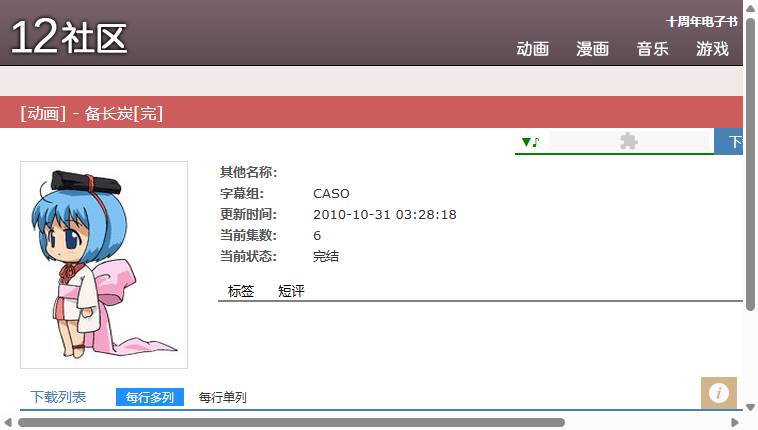 12社区
十周年电子书
动画 漫画 音乐 游戏
[动画] - 备长炭[完]
▼♪
其他名称:
字幕组: CASO
更新时间: 2010-10-31 03:28:18
当前集数: 6
当前状态: 完结
标签 短评
下载列表 每行多列 每行单列